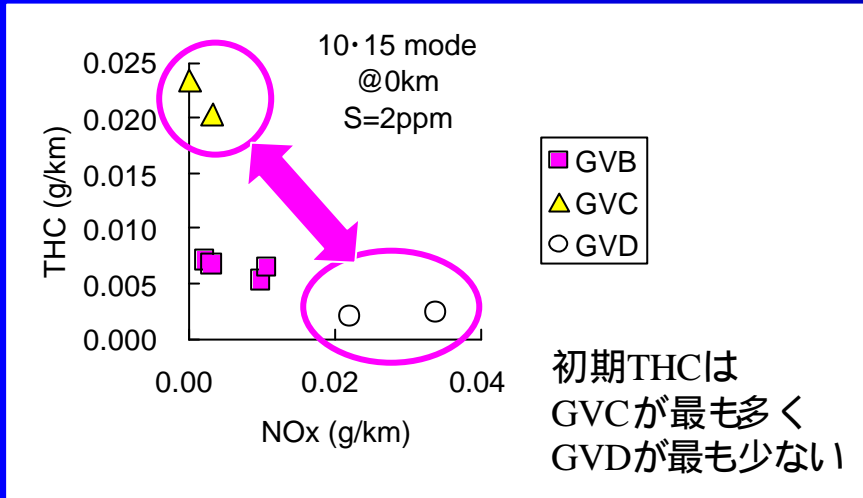 10・15 mode
@0km
S=2ppm
THC (g/km)
0.025
0.020
0.015
0.010
0.005
0.000
0.00
0.02
0.04
NOx (g/km)
GVB
GVC
GVD
初期THCは
GVCが最も多く
GVDが最も少ない